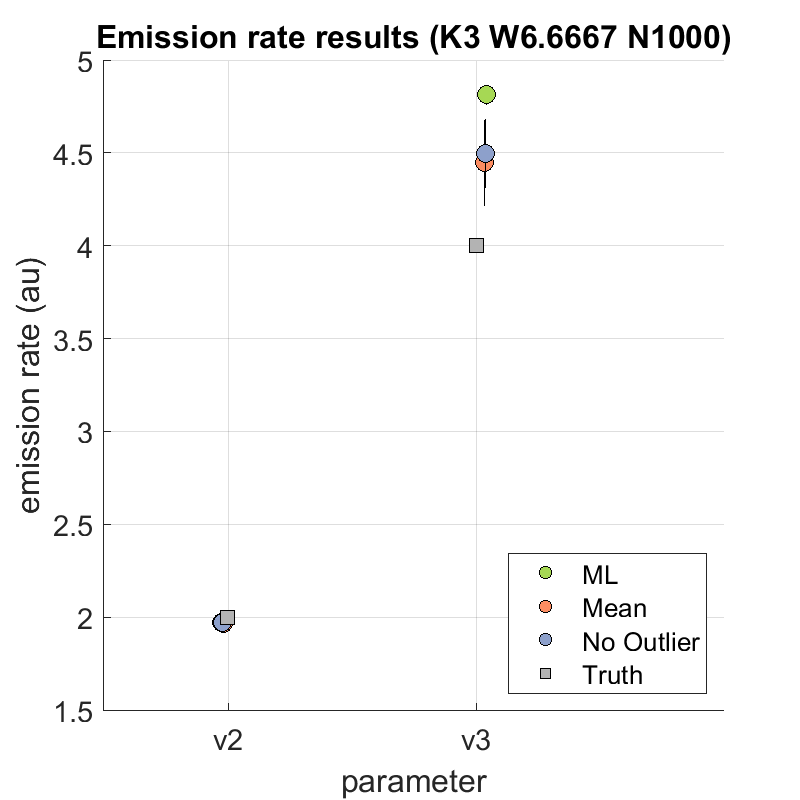 Emission rate results (K3 W6.6667 N1000)
5
4.5
4
3.5
3
2.5
2
1.5
emission rate (au)
v2
v3
parameter
ML
Mean
No Outlier
Truth